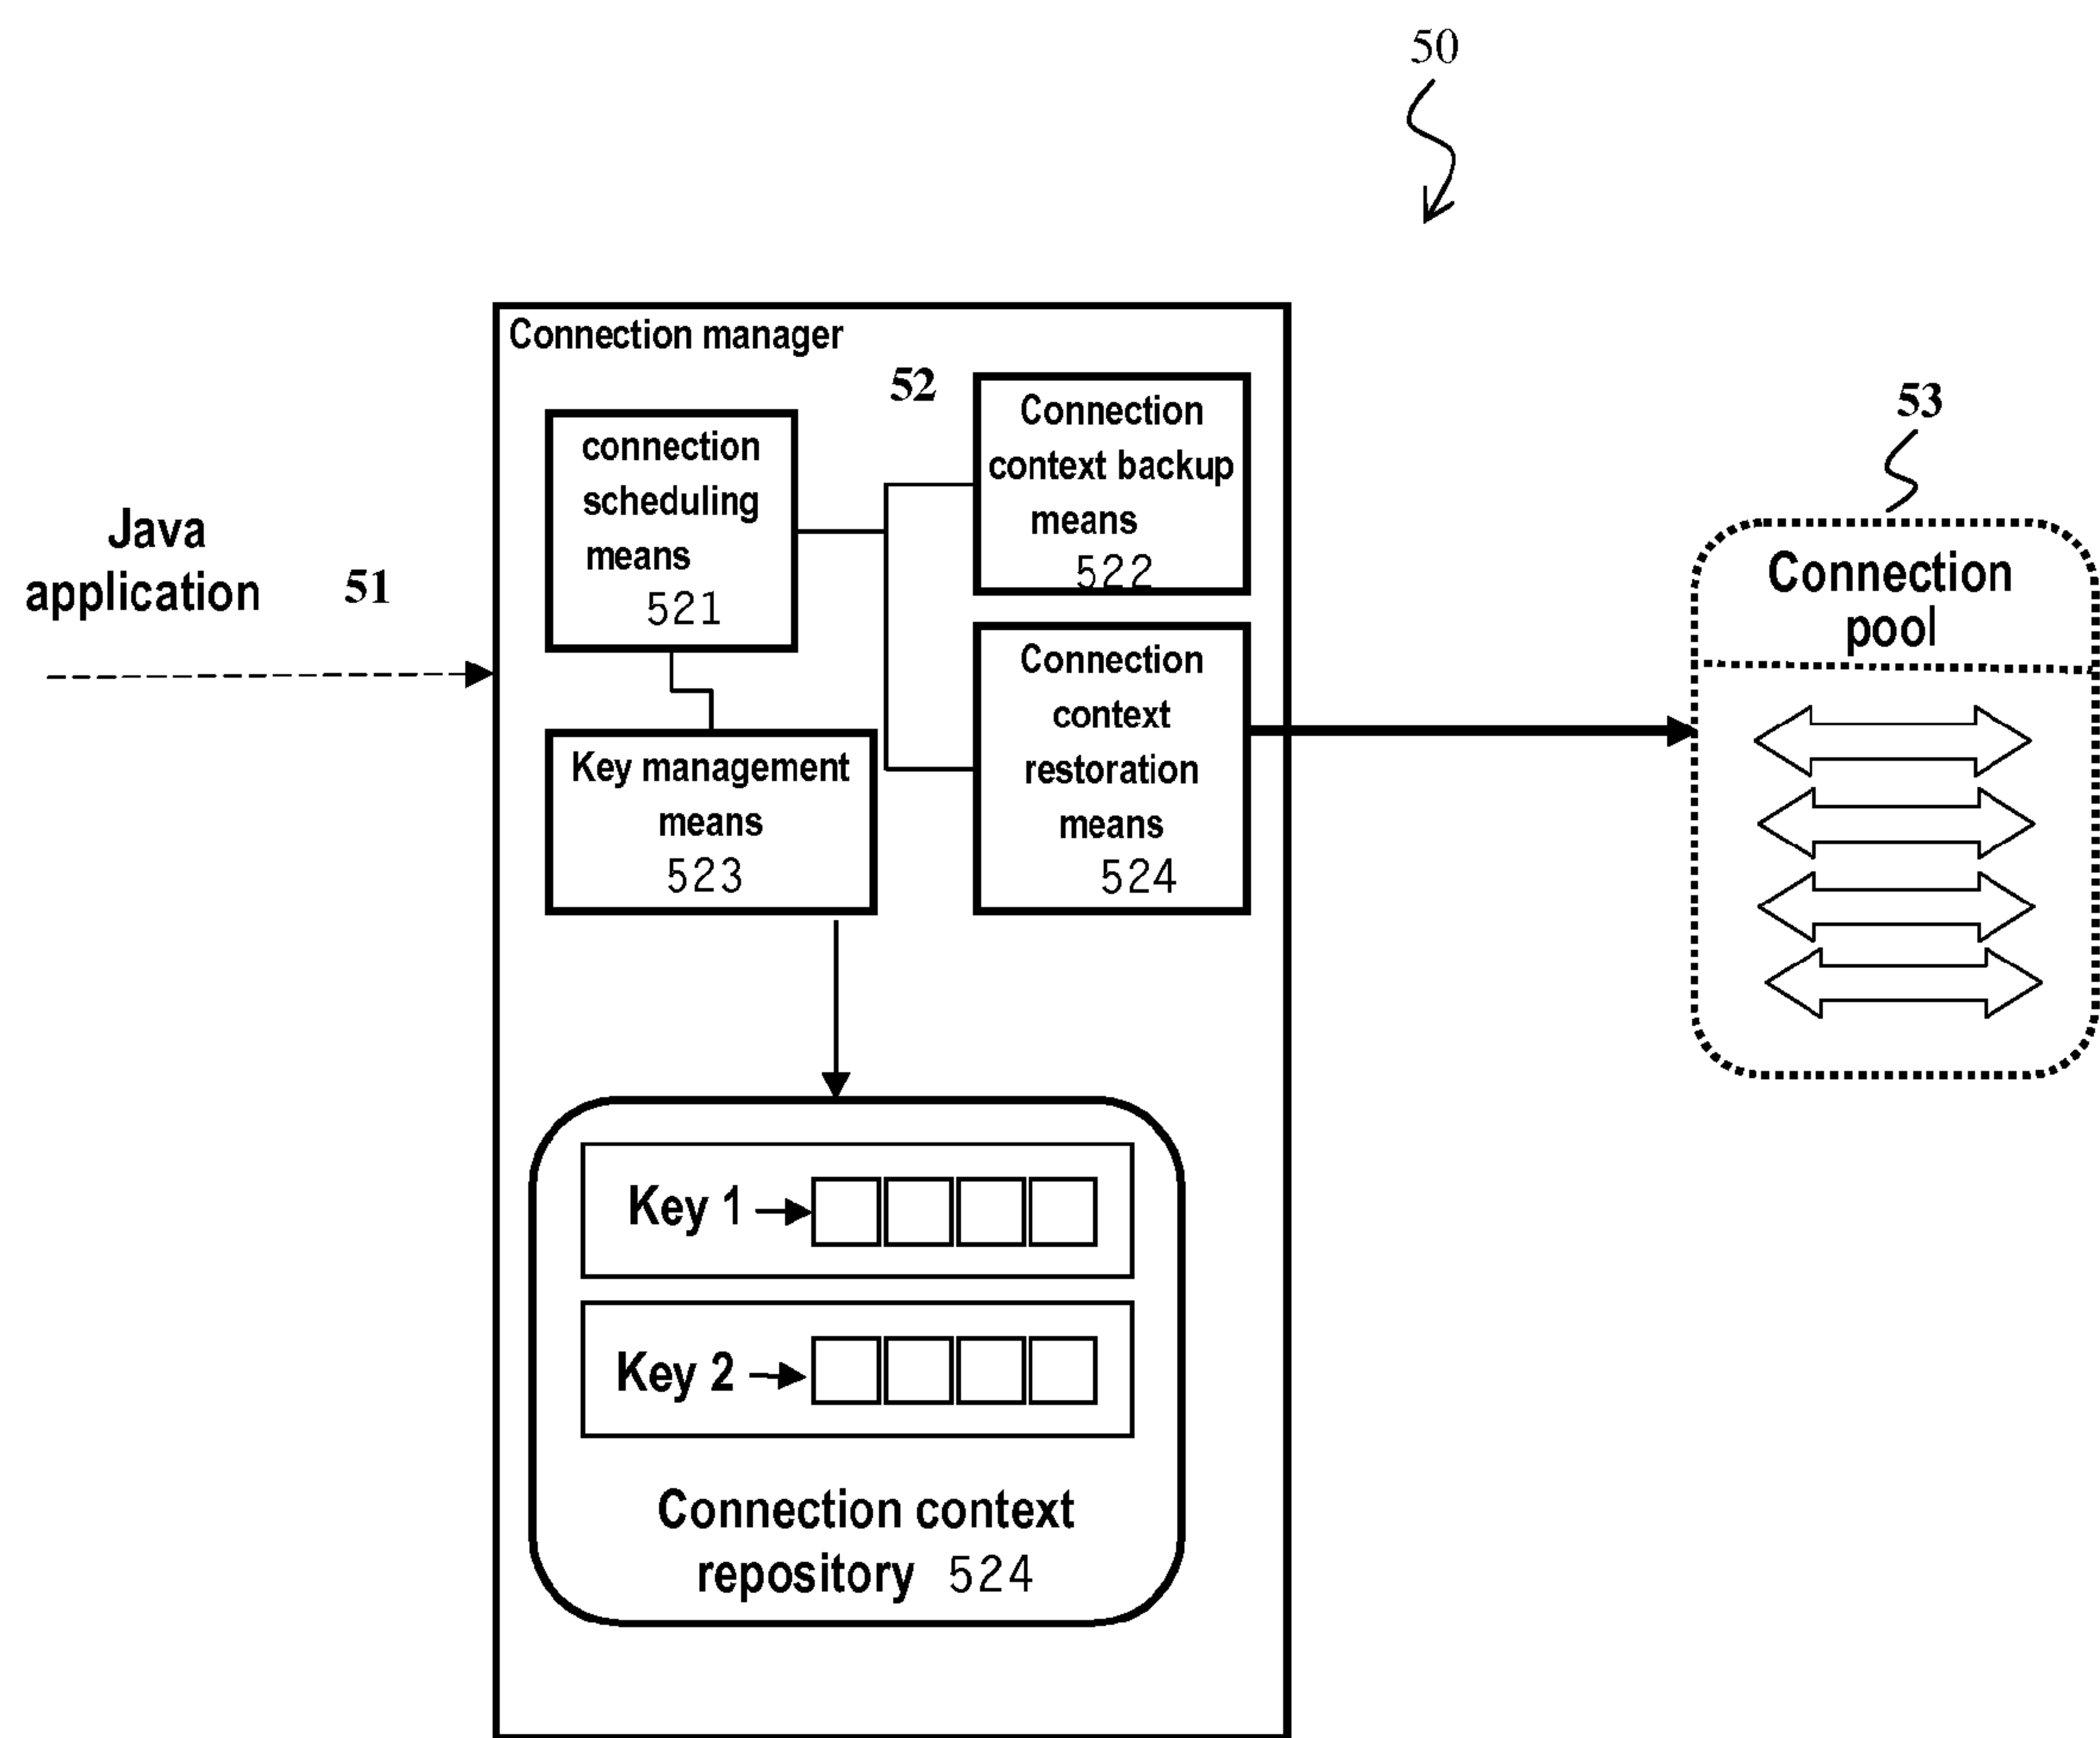 50
Connection manager
52
connection
scheduling
means
521
Connection
context backup
means
522
53
Java
application 51
Connection
pool
Key management
means
523
Connection
context
restoration
means
524
Key 1
Key 2
Connection context
repository 524